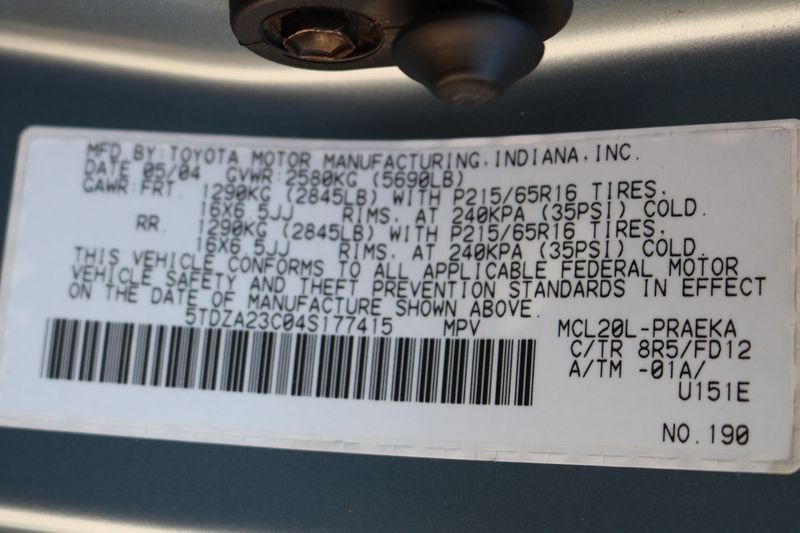 MFD.BY:TOYOTA MOTOR MANUFACTURING,INDIANA,INC.
DATE 05/04 GVWR:2580KG (5690LB)
GAWR:FRT. 1290KG (2845LB) WITH P215/65R16 TIRES,
16X6.5JJ RIMS, AT 240KPA (35PSI) COLD.
RR. 1290KG (2845LB) WITH P215/65R16 TIRES,
16X6.5JJ RIMS, AT 240KPA (35PSI) COLD.
THIS VEHICLE CONFORMS TO ALL APPLICABLE FEDERAL MOTOR
VEHICLE SAFETY AND THEFT PREVENTION STANDARDS IN EFFECT
ON THE DATE OF MANUFACTURE SHOWN ABOVE.
5TDZA23C04S177415 MPV MCL20L-PRAEKA
C/TR 8R5/FD12
A/TM -01A/
U151E
NO.190